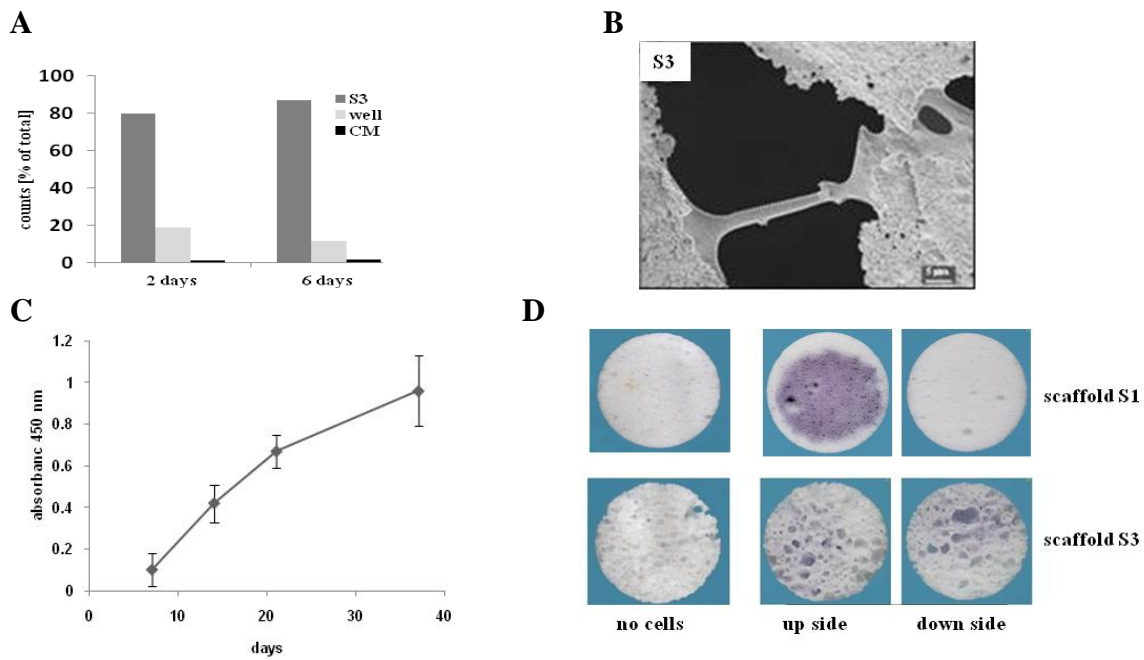 A
counts [% of total]
100
80
60
40
20
0
S3
well
CM
2 days
6 days
B
S3
5 µm
C
absorbanc 450 nm
1.2
1
0.8
0.6
0.4
0.2
0
0
10
20
30
40
days
D
scaffold S1
scaffold S3
no cells
up side
down side